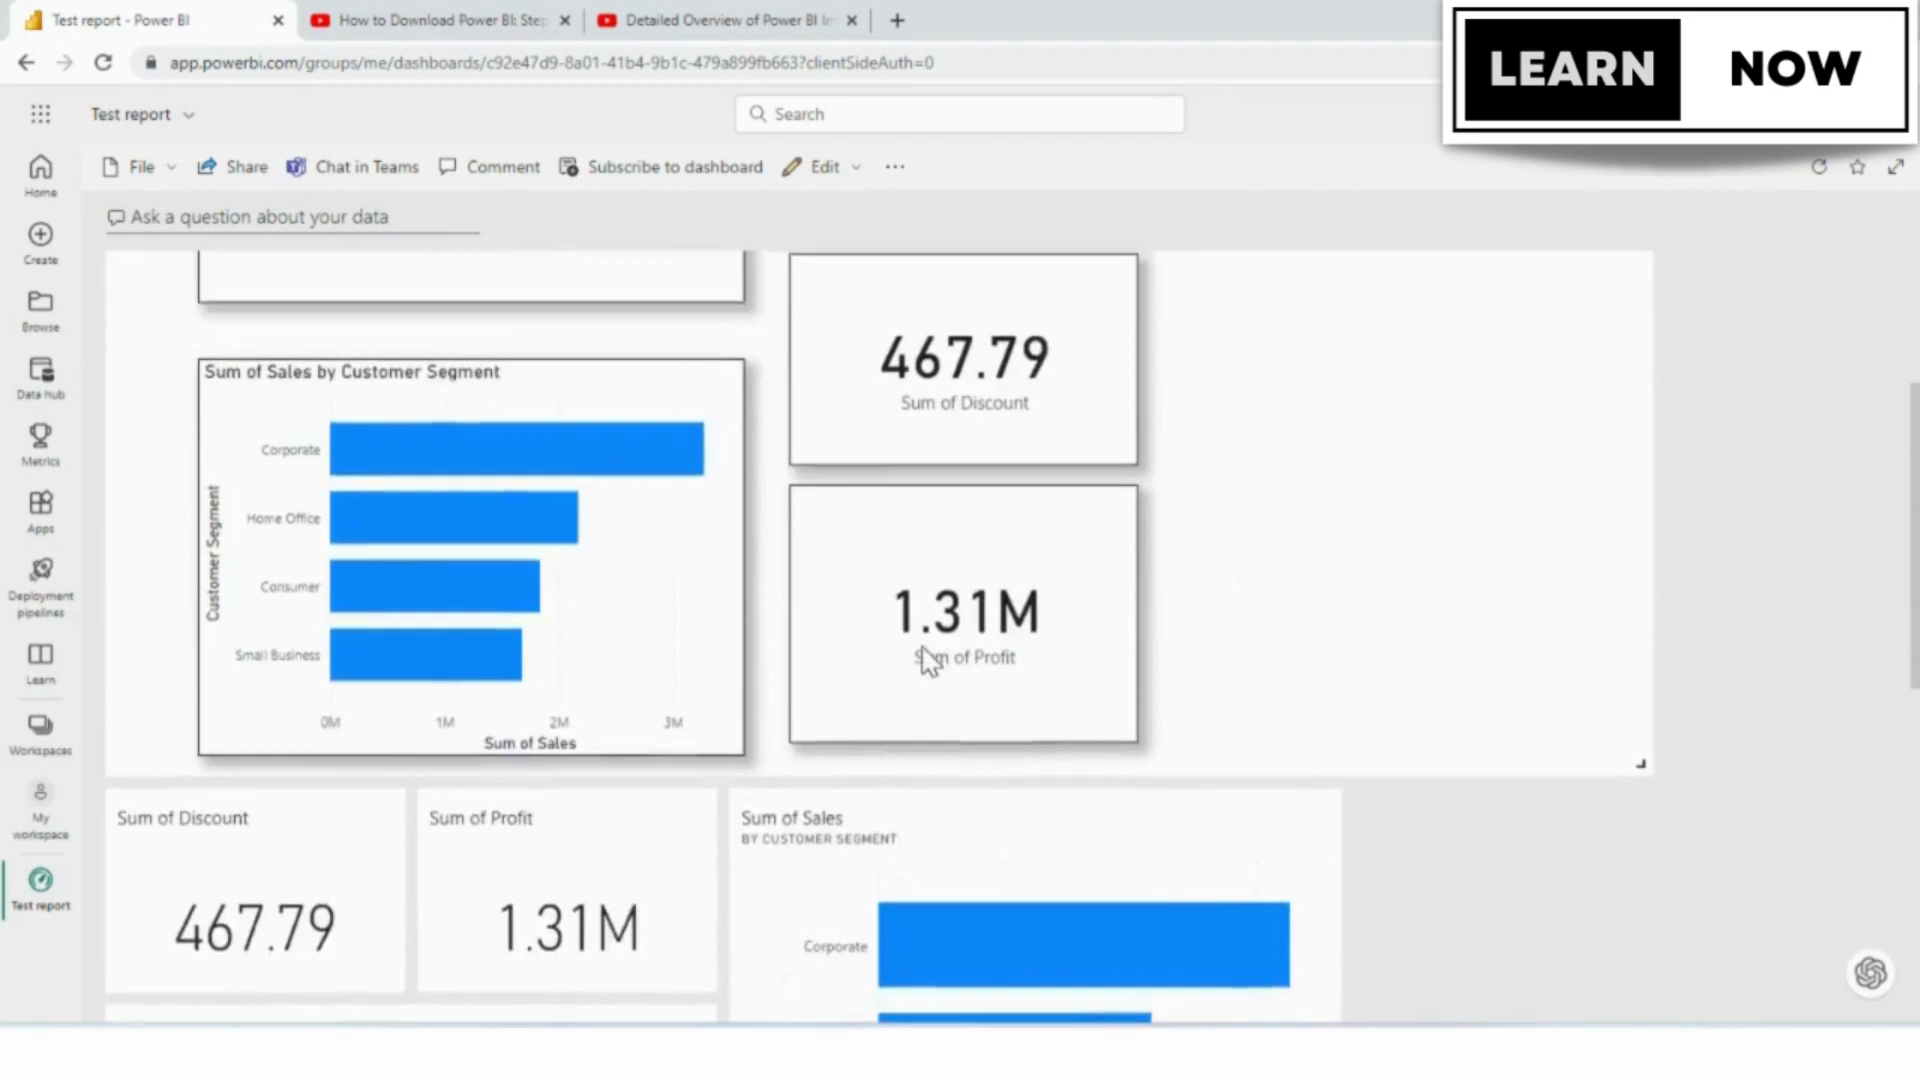 Test report - Power BI
How to Download Power BI: Step
Detailed Overview of Power BI In
LEARN NOW
app.powerbi.com/groups/me/dashboards/c92e47d9-8a01-41b4-9b1c-479a899fb663?clientSideAuth=0
Test report
Search
File
Share
Chat in Teams
Comment
Subscribe to dashboard
Edit
Home
Create
Browse
Data hub
Metrics
Apps
Deployment
pipelines
Learn
Workspaces
My
workspace
Test report
Ask a question about your data
Sum of Sales by Customer Segment
Customer Segment
Corporate
Home Office
Consumer
Small Business
0M 1M 2M 3M
Sum of Sales
467.79
Sum of Discount
1.31M
Sum of Profit
Sum of Discount
467.79
Sum of Profit
1.31M
Sum of Sales
BY CUSTOMER SEGMENT
Corporate